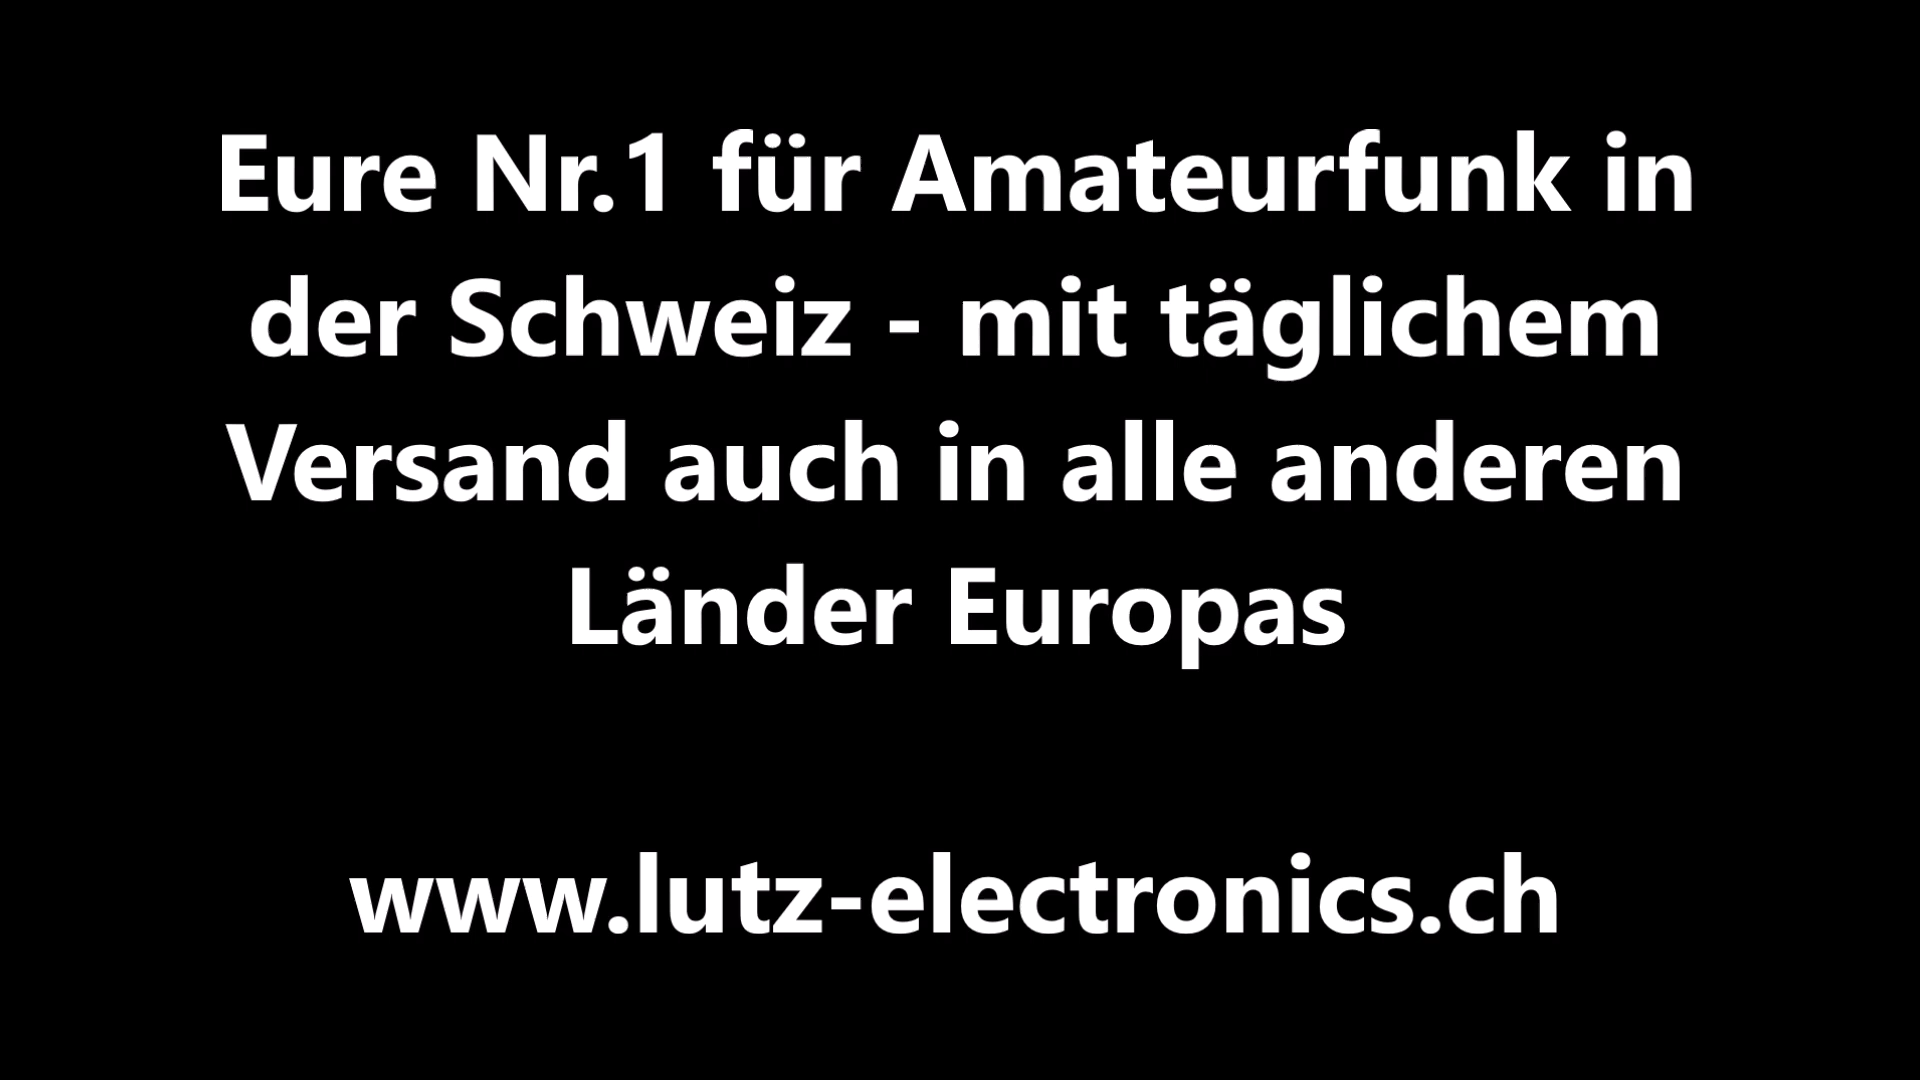 Eure Nr.1 für Amateurfunk in
der Schweiz - mit täglichem
Versand auch in alle anderen
Länder Europas
www.lutz-electronics.ch